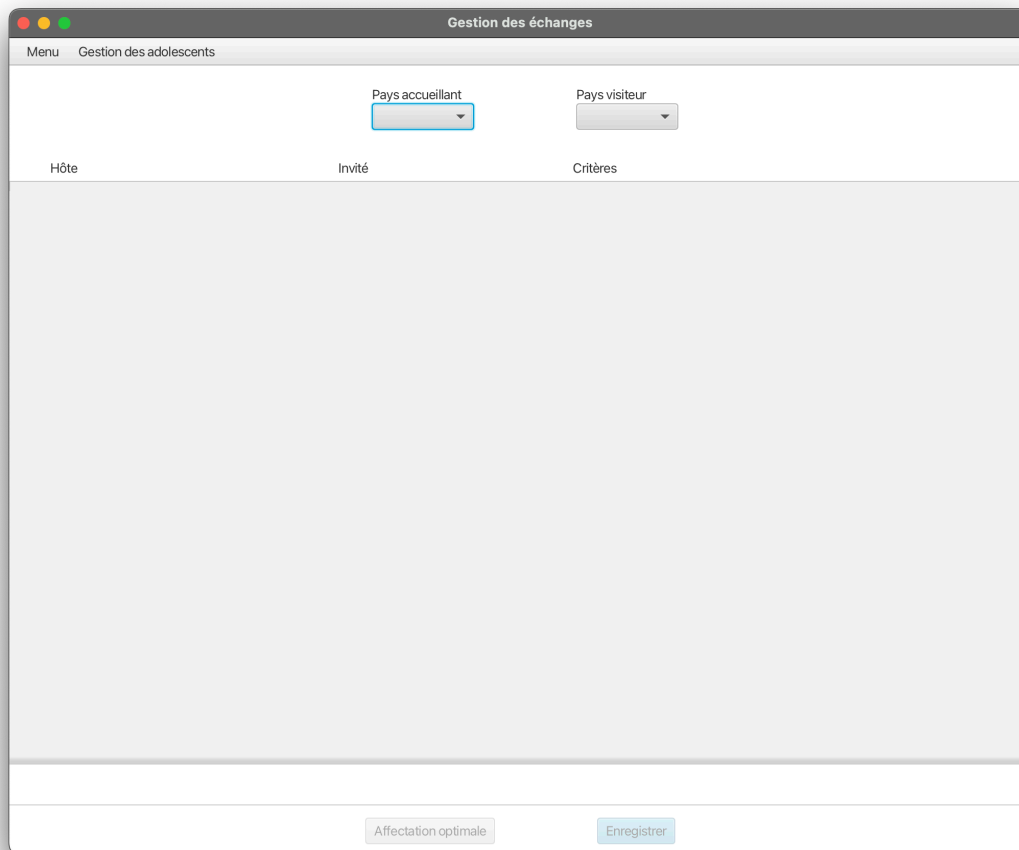 Gestion des échanges
Menu Gestion des adolescents
Pays accueillant Pays visiteur
Hôte Invité Critères
Affectation optimale Enregistrer